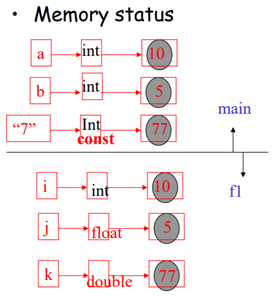 • Memory status
a int 10
b int 5
“7” Int 77
const
main
f1
i int 10
j float 5
k double 77